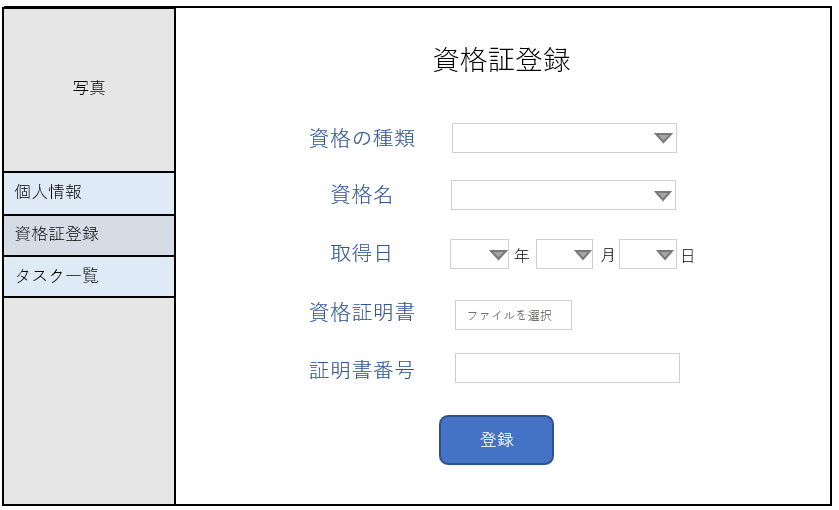 写真
個人情報
資格証登録
タスク一覧
資格証登録
資格の種類
資格名
取得日 年 月 日
資格証明書 ファイルを選択
証明書番号
登録